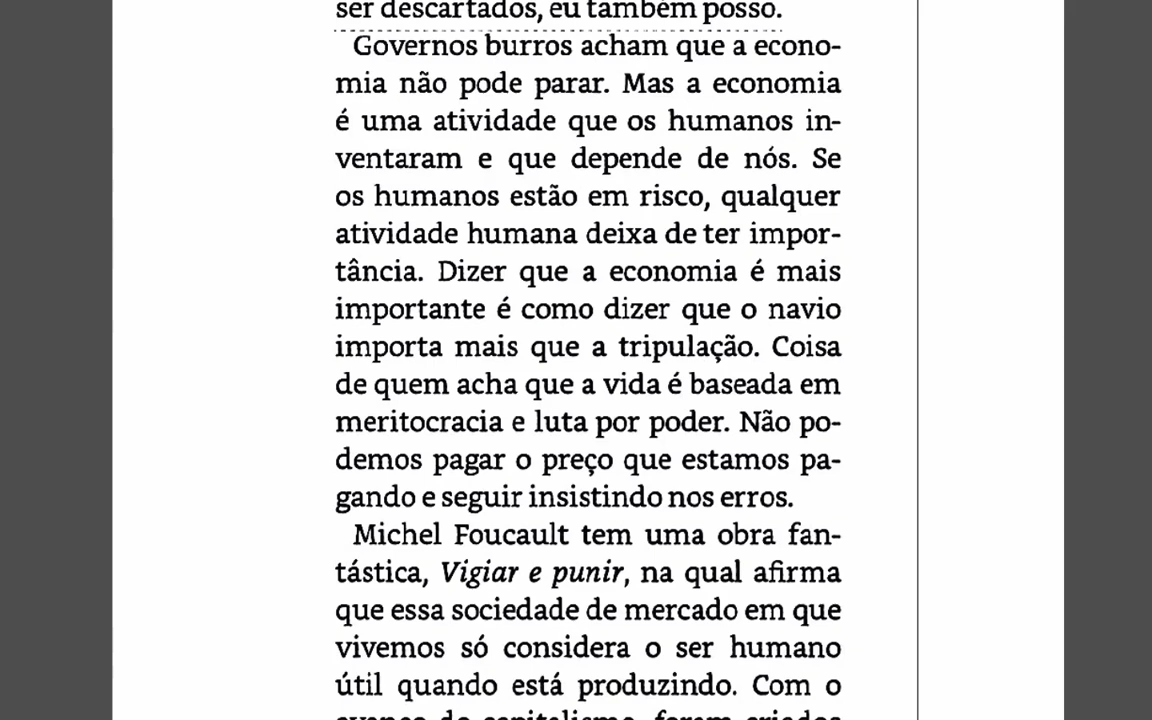 ser descartados, eu também posso.
Governos burros acham que a econo-
mia não pode parar. Mas a economia
é uma atividade que os humanos in-
ventaram e que depende de nós. Se
os humanos estão em risco, qualquer
atividade humana deixa de ter impor-
tância. Dizer que a economia é mais
importante é como dizer que o navio
importa mais que a tripulação. Coisa
de quem acha que a vida é baseada em
meritocracia e luta por poder. Não po-
demos pagar o preço que estamos pa-
gando e seguir insistindo nos erros.
Michel Foucault tem uma obra fan-
tástica, Vigiar e punir, na qual afirma
que essa sociedade de mercado em que
vivemos só considera o ser humano
útil quando está produzindo. Com o
avanço do capitalismo, foram criados